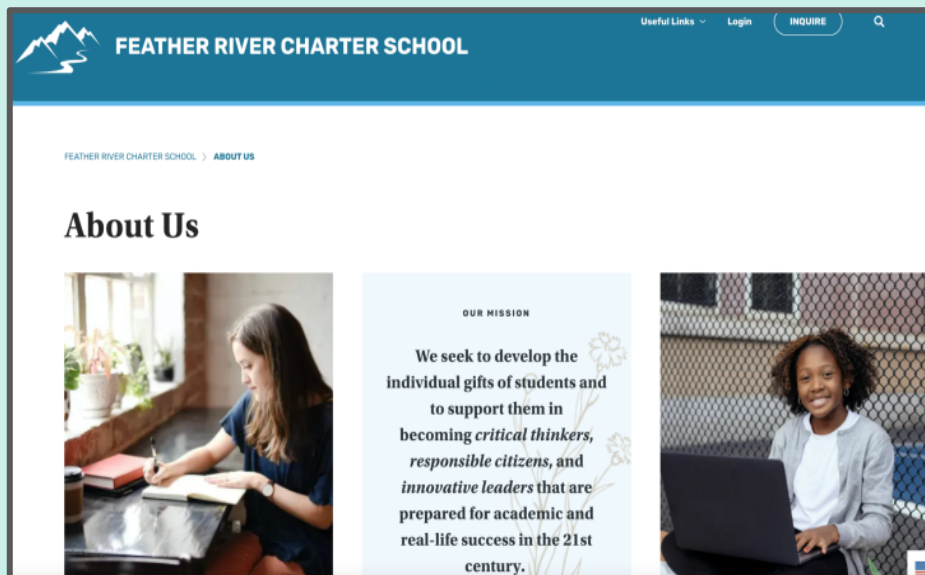 Useful Links Login INQUIRE
FEATHER RIVER CHARTER SCHOOL
FEATHER RIVER CHARTER SCHOOL > ABOUT US
About Us
OUR MISSION
We seek to develop the
individual gifts of students and
to support them in
becoming critical thinkers,
responsible citizens, and
innovative leaders that are
prepared for academic and
real-life success in the 21st
century.